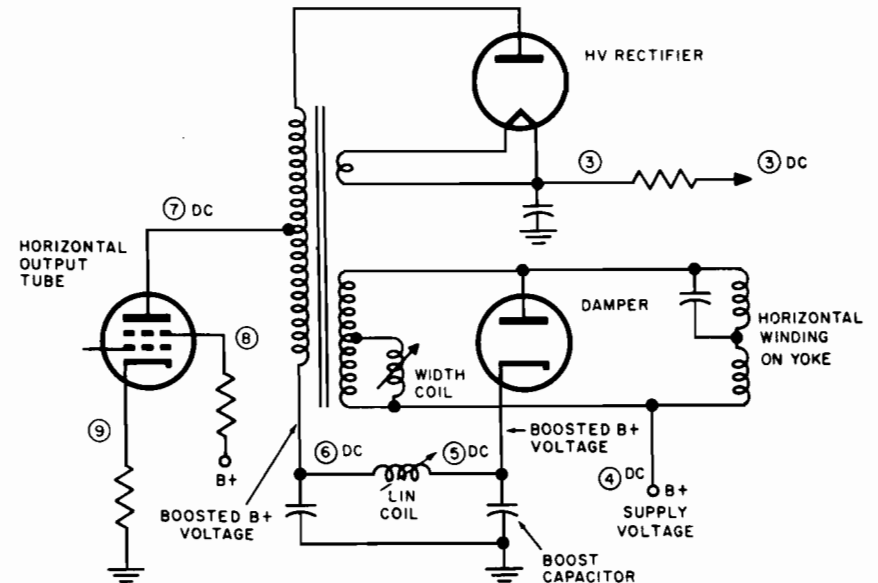 HV RECTIFIER
③
③ DC
⑦ DC
HORIZONTAL
OUTPUT
TUBE
⑧
DAMPER
HORIZONTAL
WINDING
ON YOKE
WIDTH
COIL
⑨
B+
BOOSTED B+
VOLTAGE
⑥ DC
⑤ DC
LIN
COIL
BOOSTED B+
VOLTAGE
④ DC
B+
SUPPLY
VOLTAGE
BOOST
CAPACITOR